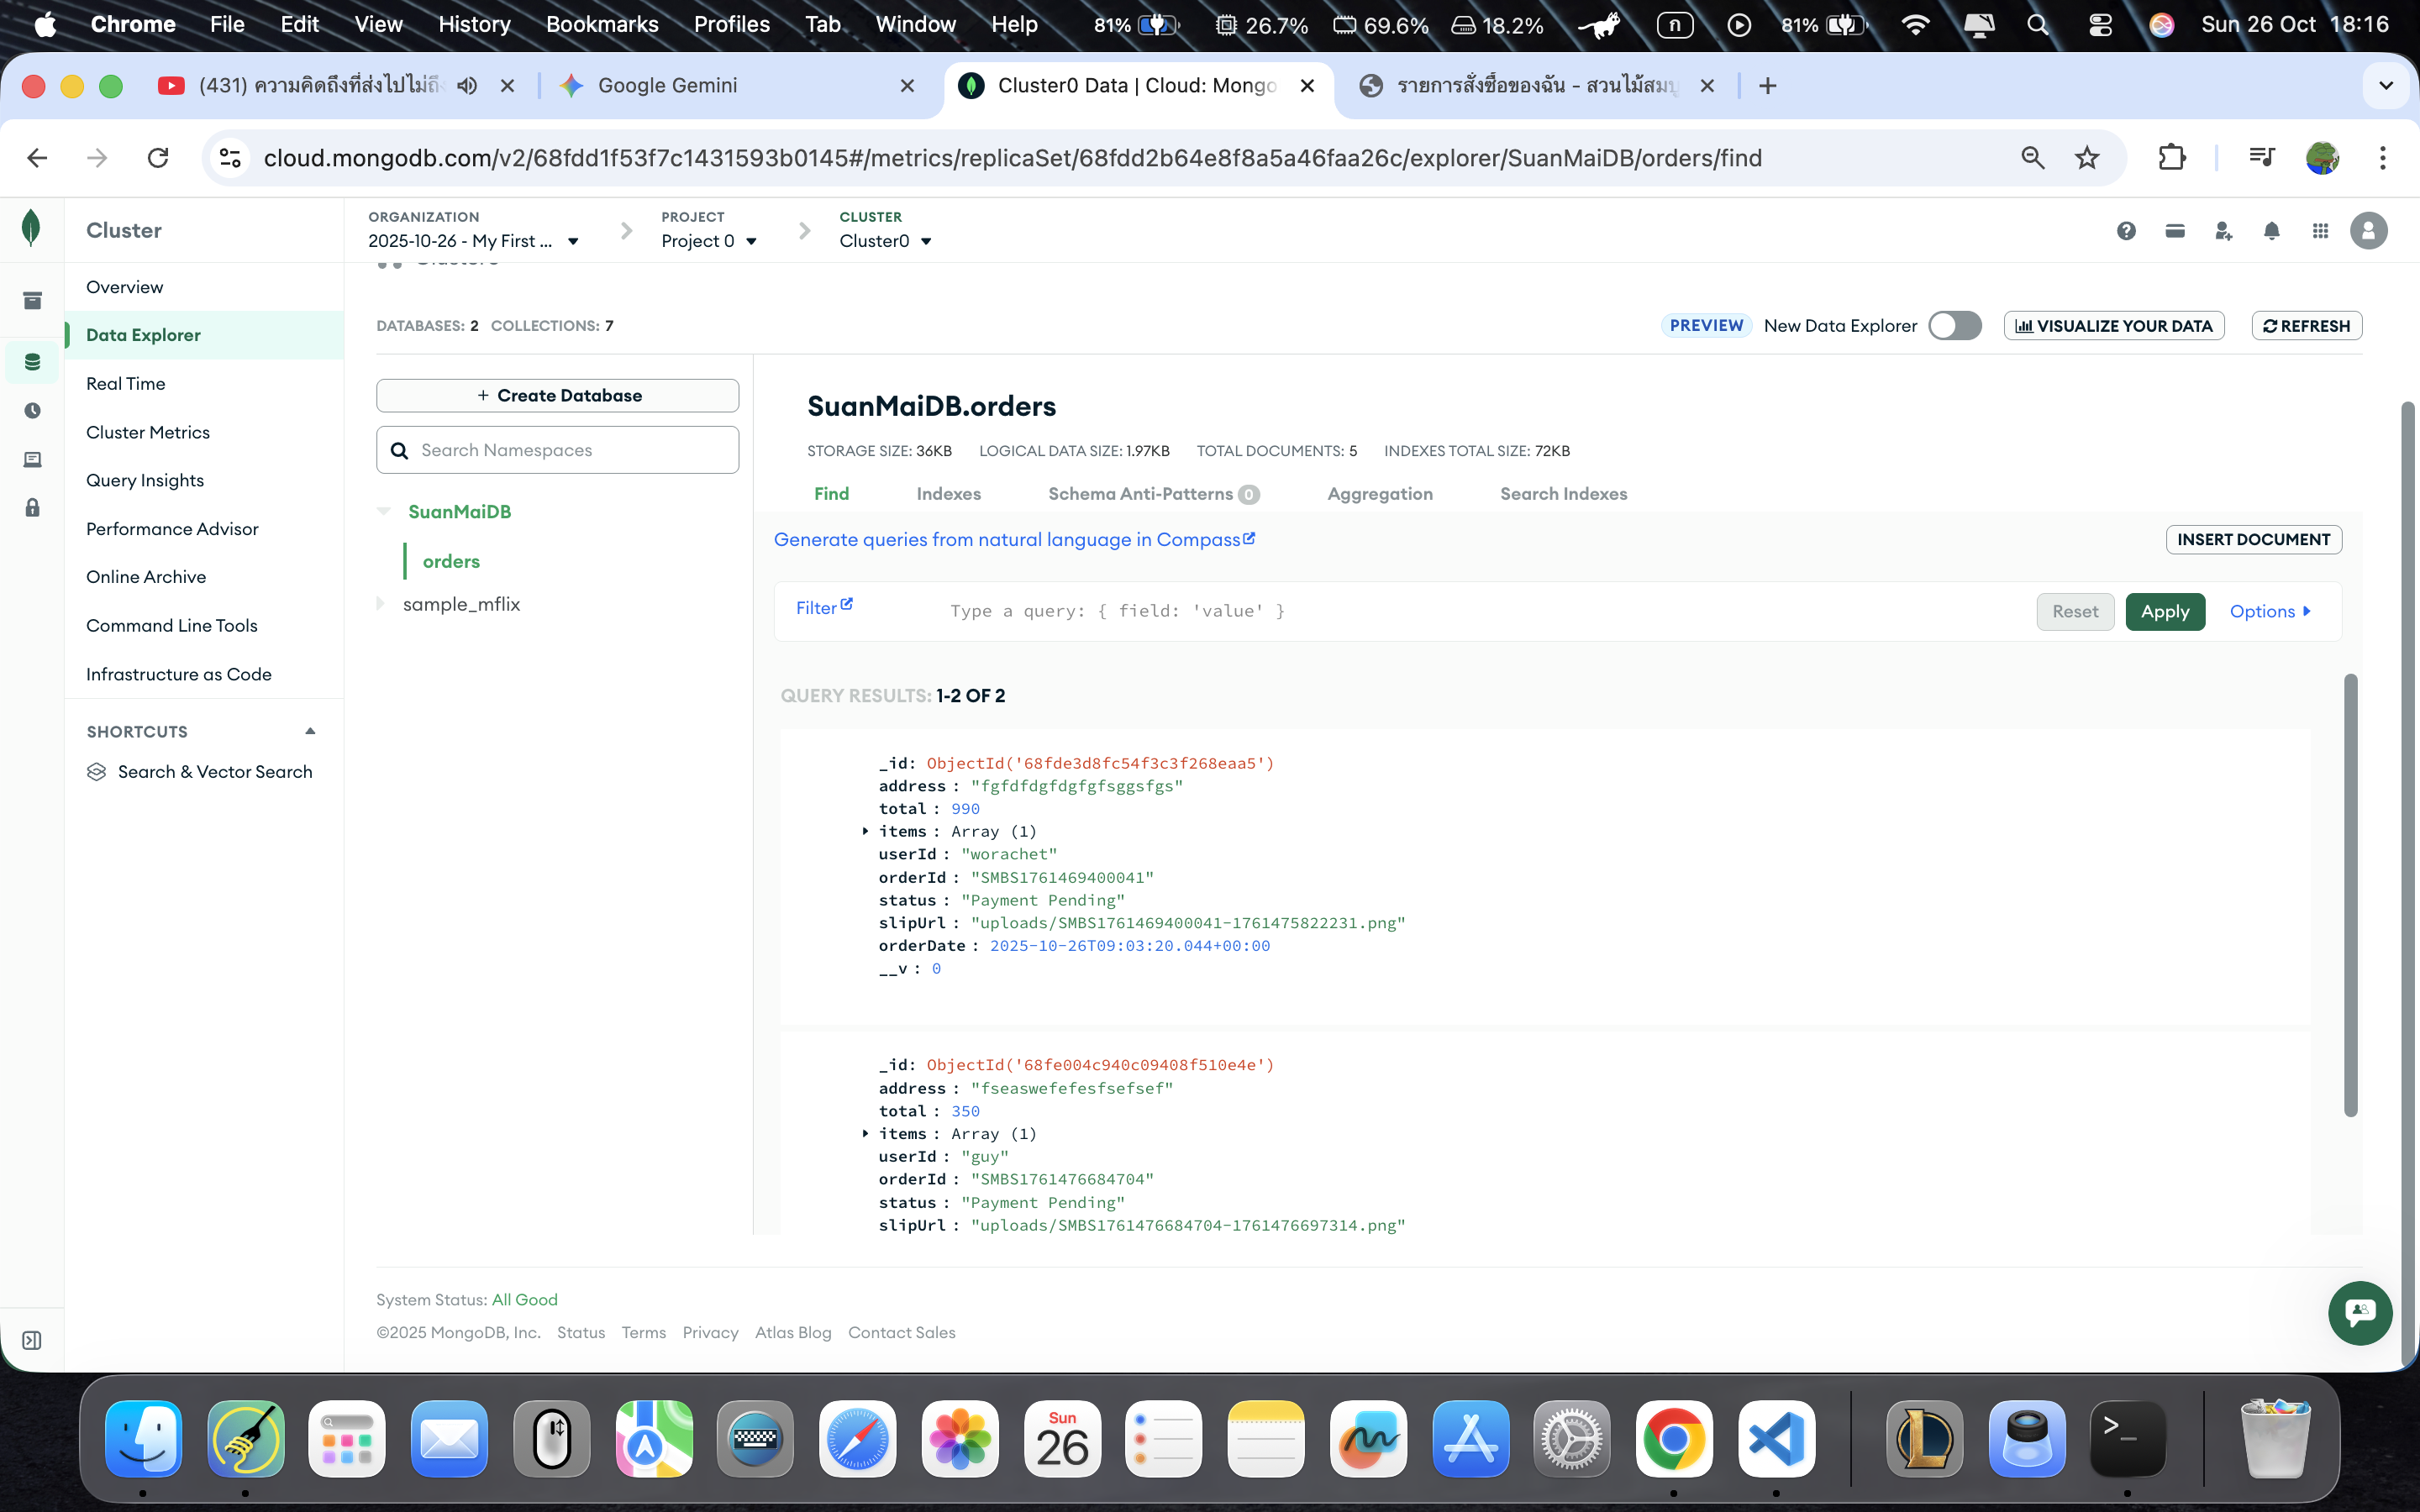 Chrome File Edit View History Bookmarks Profiles Tab Window Help 81% 26.7% 69.6% 18.2% ก 81% Sun 26 Oct 18:16
(431) ความคิดถึงที่ส่งไปไม่ถึง Google Gemini Cluster0 Data | Cloud: Mongo รายการสั่งซื้อของฉัน - สวนไม้สมบู
cloud.mongodb.com/v2/68fdd1f53f7c1431593b0145#/metrics/replicaSet/68fdd2b64e8f8a5a46faa26c/explorer/SuanMaiDB/orders/find
Cluster
ORGANIZATION PROJECT CLUSTER
2025-10-26 - My First ... Project 0 Cluster0
Overview
Data Explorer
Real Time
Cluster Metrics
Query Insights
Performance Advisor
Online Archive
Command Line Tools
Infrastructure as Code
SHORTCUTS
Search & Vector Search
Cluster0
DATABASES: 2 COLLECTIONS: 7
PREVIEW New Data Explorer VISUALIZE YOUR DATA REFRESH
+ Create Database
Search Namespaces
SuanMaiDB
orders
sample_mflix
SuanMaiDB.orders
STORAGE SIZE: 36KB LOGICAL DATA SIZE: 1.97KB TOTAL DOCUMENTS: 5 INDEXES TOTAL SIZE: 72KB
Find Indexes Schema Anti-Patterns 0 Aggregation Search Indexes
Generate queries from natural language in Compass
INSERT DOCUMENT
Filter Type a query: { field: 'value' } Reset Apply Options
QUERY RESULTS: 1-2 OF 2
_id: ObjectId('68fde3d8fc54f3c3f268eaa5')
address : "fgfdfdgfdgfgfsggsfgs"
total : 990
items : Array (1)
userId : "worachet"
orderId : "SMBS1761469400041"
status : "Payment Pending"
slipUrl : "uploads/SMBS1761469400041-1761475822231.png"
orderDate : 2025-10-26T09:03:20.044+00:00
__v : 0
_id: ObjectId('68fe004c940c09408f510e4e')
address : "fseaswefefesfsefsef"
total : 350
items : Array (1)
userId : "guy"
orderId : "SMBS1761476684704"
status : "Payment Pending"
slipUrl : "uploads/SMBS1761476684704-1761476697314.png"
System Status: All Good
©2025 MongoDB, Inc. Status Terms Privacy Atlas Blog Contact Sales
Sun
26